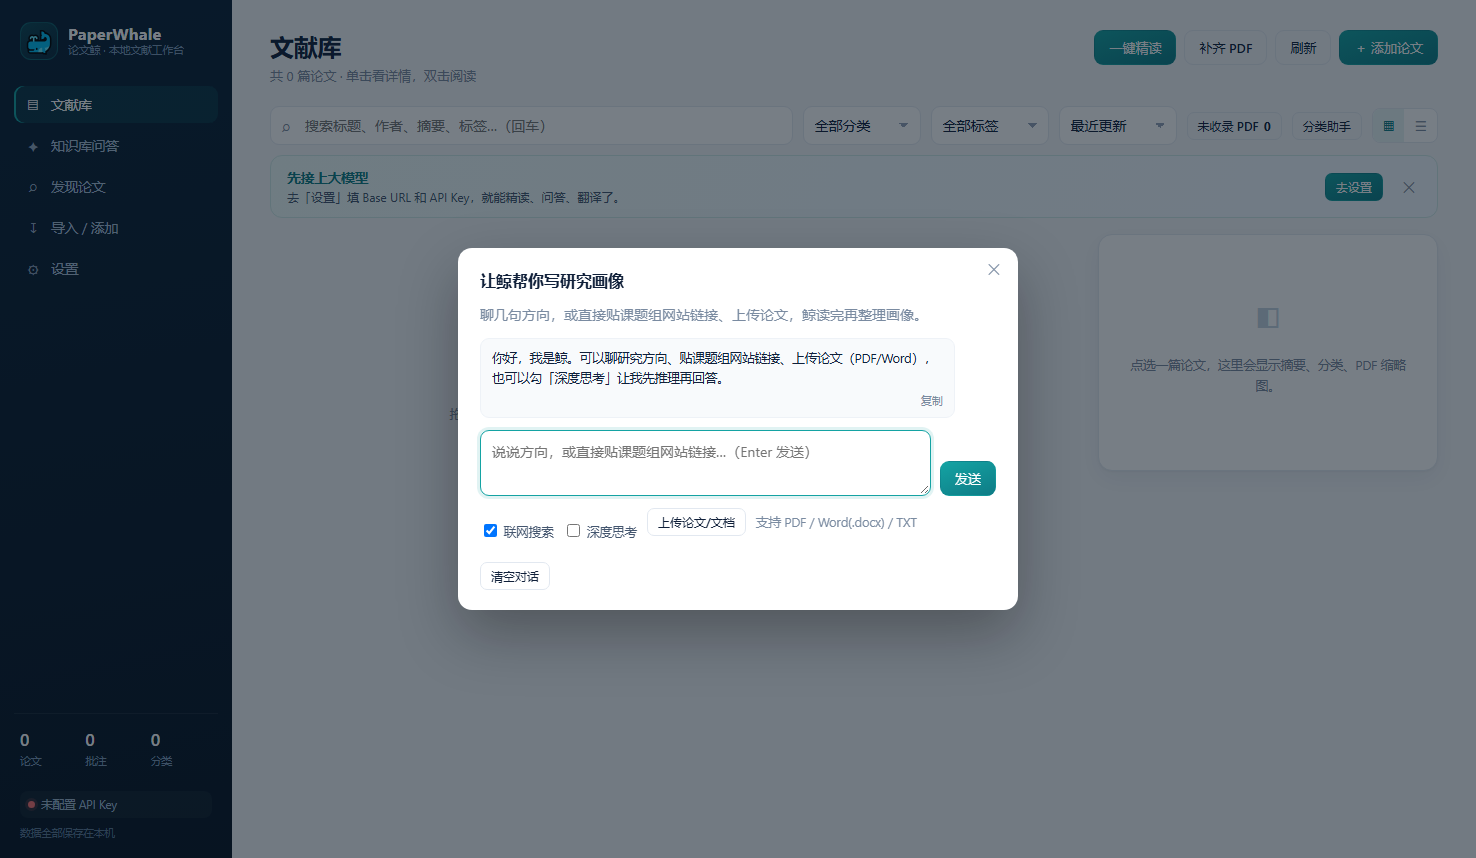 PaperWhale
论文鲸 · 本地文献工作台
文献库
知识库问答
发现论文
导入 / 添加
设置
0 0 0
论文 批注 分类
未配置 API Key
数据全部保存在本机
文献库
共 0 篇论文 · 单击看详情，双击阅读
一键精读 补齐 PDF 刷新 + 添加论文
搜索标题、作者、摘要、标签...（回车）
全部分类 全部标签 最近更新 未收录 PDF 0 分类助手
先接上大模型
去「设置」填 Base URL 和 API Key，就能精读、问答、翻译了。
去设置
点选一篇论文，这里会显示摘要、分类、PDF 缩略
图。
让鲸帮你写研究画像
聊几句方向，或直接贴课题组网站链接、上传论文，鲸读完再整理画像。
你好，我是鲸。可以聊研究方向、贴课题组网站链接、上传论文（PDF/Word），
也可以勾「深度思考」让我先推理再回答。
复制
说说方向，或直接贴课题组网站链接...（Enter 发送）
发送
联网搜索 深度思考 上传论文/文档 支持 PDF / Word(.docx) / TXT
清空对话